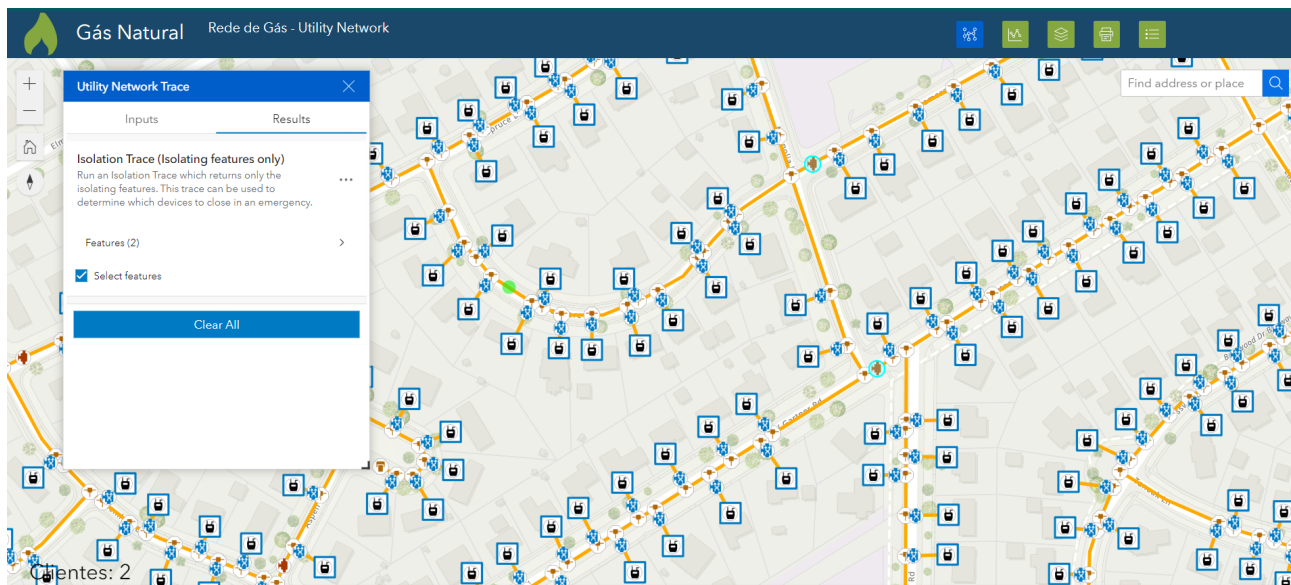 Gás Natural
Rede de Gás - Utility Network
Find address or place
Utility Network Trace
Inputs
Results
Isolation Trace (Isolating features only)
Run an Isolation Trace which returns only the
isolating features. This trace can be used to
determine which devices to close in an emergency.
Features (2)
Select features
Clear All
Clientes: 2